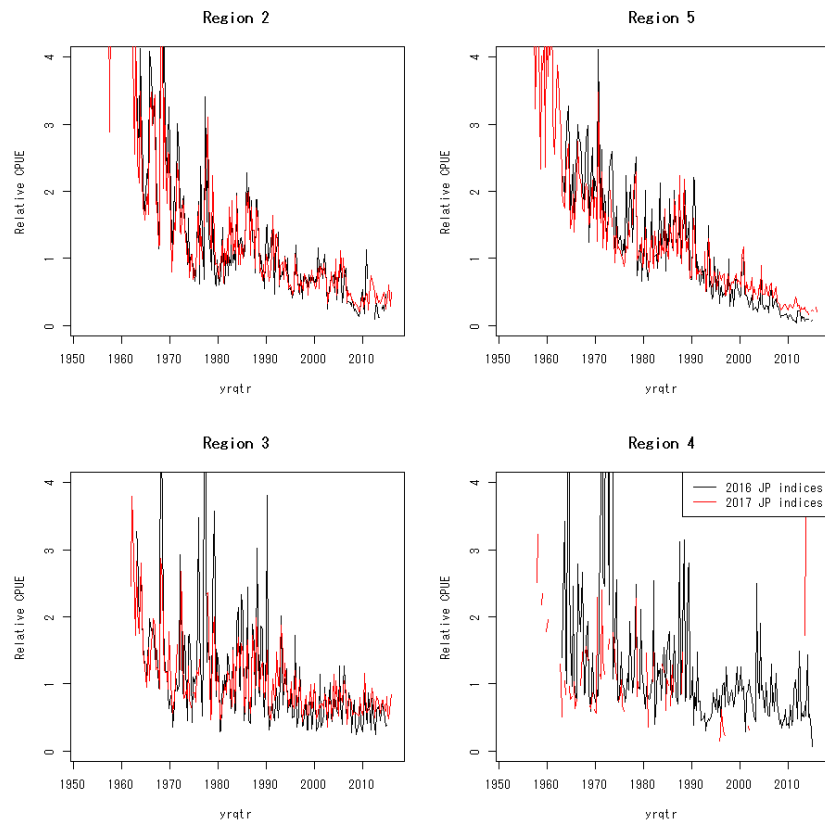 Region 2
Relative CPUE
0 1 2 3 4
1950 1960 1970 1980 1990 2000 2010
yrqtr
Region 5
Relative CPUE
0 1 2 3 4
1950 1960 1970 1980 1990 2000 2010
yrqtr
Region 3
Relative CPUE
0 1 2 3 4
1950 1960 1970 1980 1990 2000 2010
yrqtr
Region 4
2016 JP indices
2017 JP indices
Relative CPUE
0 1 2 3 4
1950 1960 1970 1980 1990 2000 2010
yrqtr